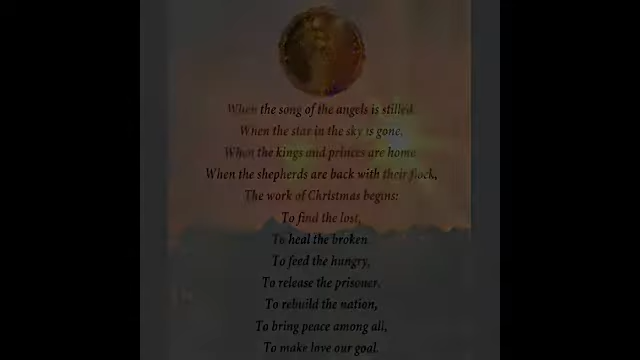 When the song of the angels is stilled
When the star in the sky is gone,
When the kings and princes are home
When the shepherds are back with their flock,
The work of Christmas begins:
To find the lost,
To heal the broken
To feed the hungry,
To release the prisoner,
To rebuild the nation,
To bring peace among all,
To make love our goal.